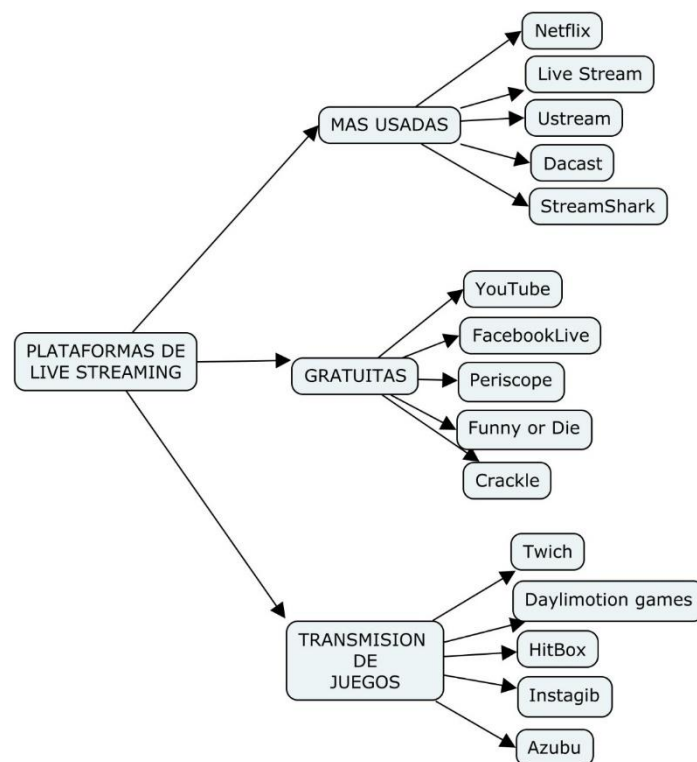 PLATAFORMAS DE
LIVE STREAMING
MAS USADAS
Netflix
Live Stream
Ustream
Dacast
StreamShark
GRATUITAS
YouTube
FacebookLive
Periscope
Funny or Die
Crackle
TRANSMISION
DE
JUEGOS
Twich
Daylimotion games
HitBox
Instagib
Azubu